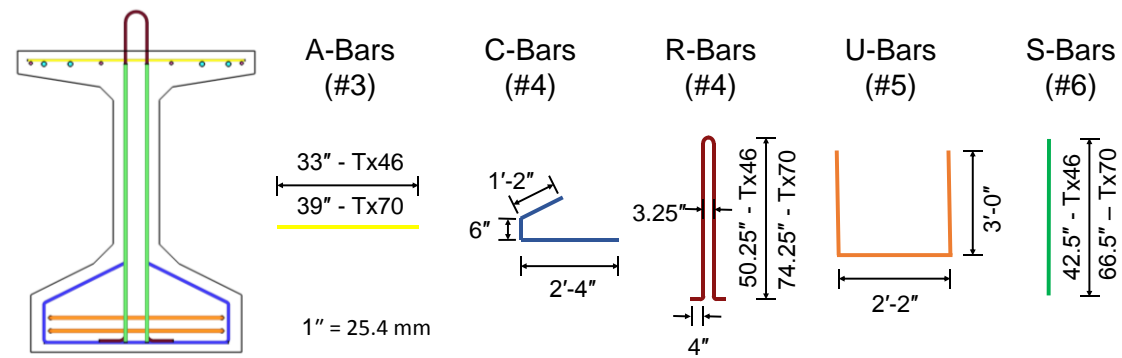 A-Bars
(#3)
C-Bars
(#4)
R-Bars
(#4)
U-Bars
(#5)
S-Bars
(#6)
33″ - Tx46
39″ - Tx70
1′-2″
6″
2′-4″
3.25″
50.25″ - Tx46
74.25″ - Tx70
4″
3′-0″
2′-2″
42.5″ - Tx46
66.5″ – Tx70
1′′ = 25.4 mm